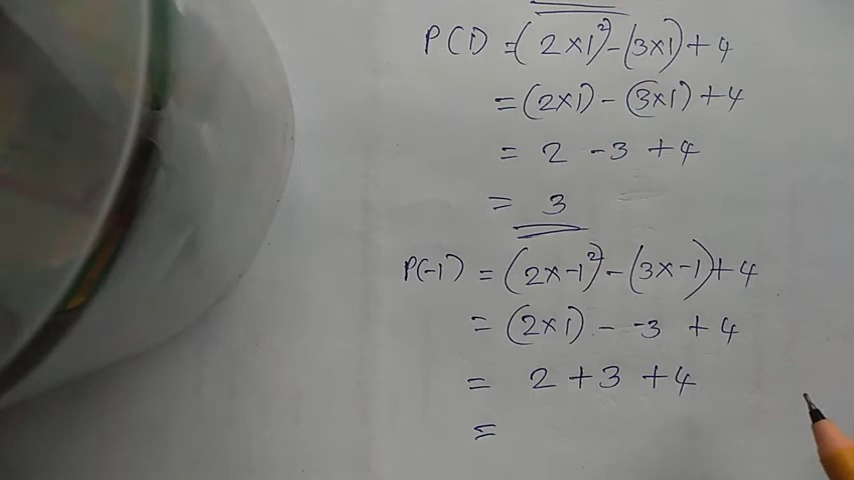 P(1) = (2×1²) - (3×1) + 4
= (2×1) - (3×1) + 4
= 2 - 3 + 4
= 3
P(-1) = (2×-1²) - (3×-1) + 4
= (2×1) - -3 + 4
= 2 + 3 + 4
=